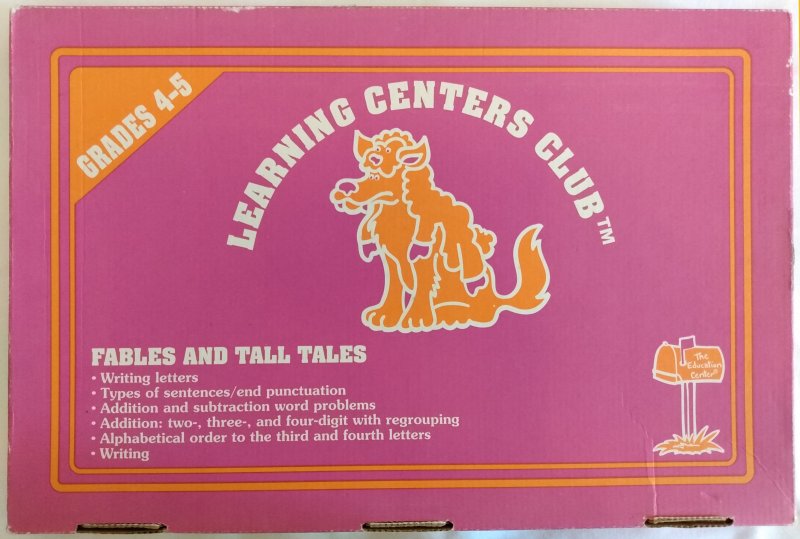 GRADES 4-5
LEARNING CENTERS CLUB™
FABLES AND TALL TALES
• Writing letters
• Types of sentences/end punctuation
• Addition and subtraction word problems
• Addition: two-, three-, and four-digit with regrouping
• Alphabetical order to the third and fourth letters
• Writing
The
Education
Center®